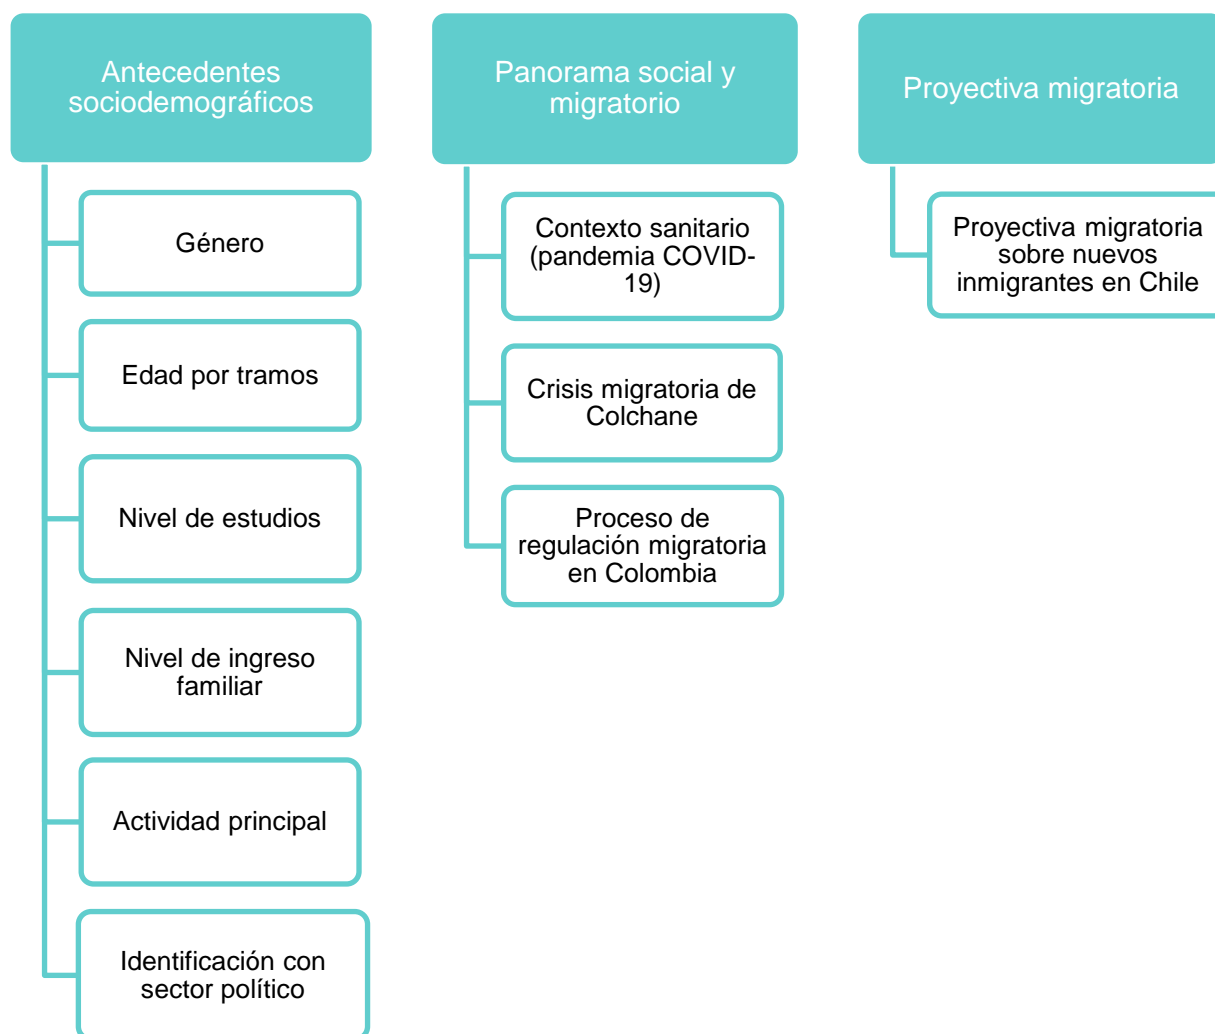 Antecedentes
sociodemográficos
Género
Edad por tramos
Nivel de estudios
Nivel de ingreso
familiar
Actividad principal
Identificación con
sector político
Panorama social y
migratorio
Contexto sanitario
(pandemia COVID-
19)
Crisis migratoria de
Colchane
Proceso de
regulación migratoria
en Colombia
Proyectiva migratoria
Proyectiva migratoria
sobre nuevos
inmigrantes en Chile